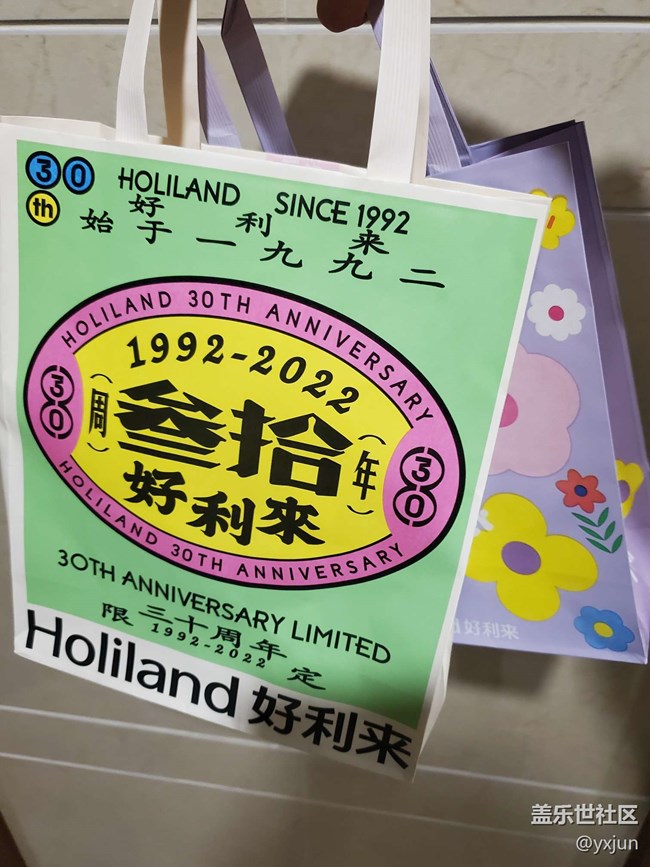 30
th
HOLILAND SINCE 1992
好利来
始于一九九二
HOLILAND 30TH ANNIVERSARY
1992-2022
30
(周)
叁拾
(年)
30
好利來
HOLILAND 30TH ANNIVERSARY
30TH ANNIVERSARY LIMITED
限三十周年定
1992-2022
Holiland 好利来
好利来
盖乐世社区
@yxjun